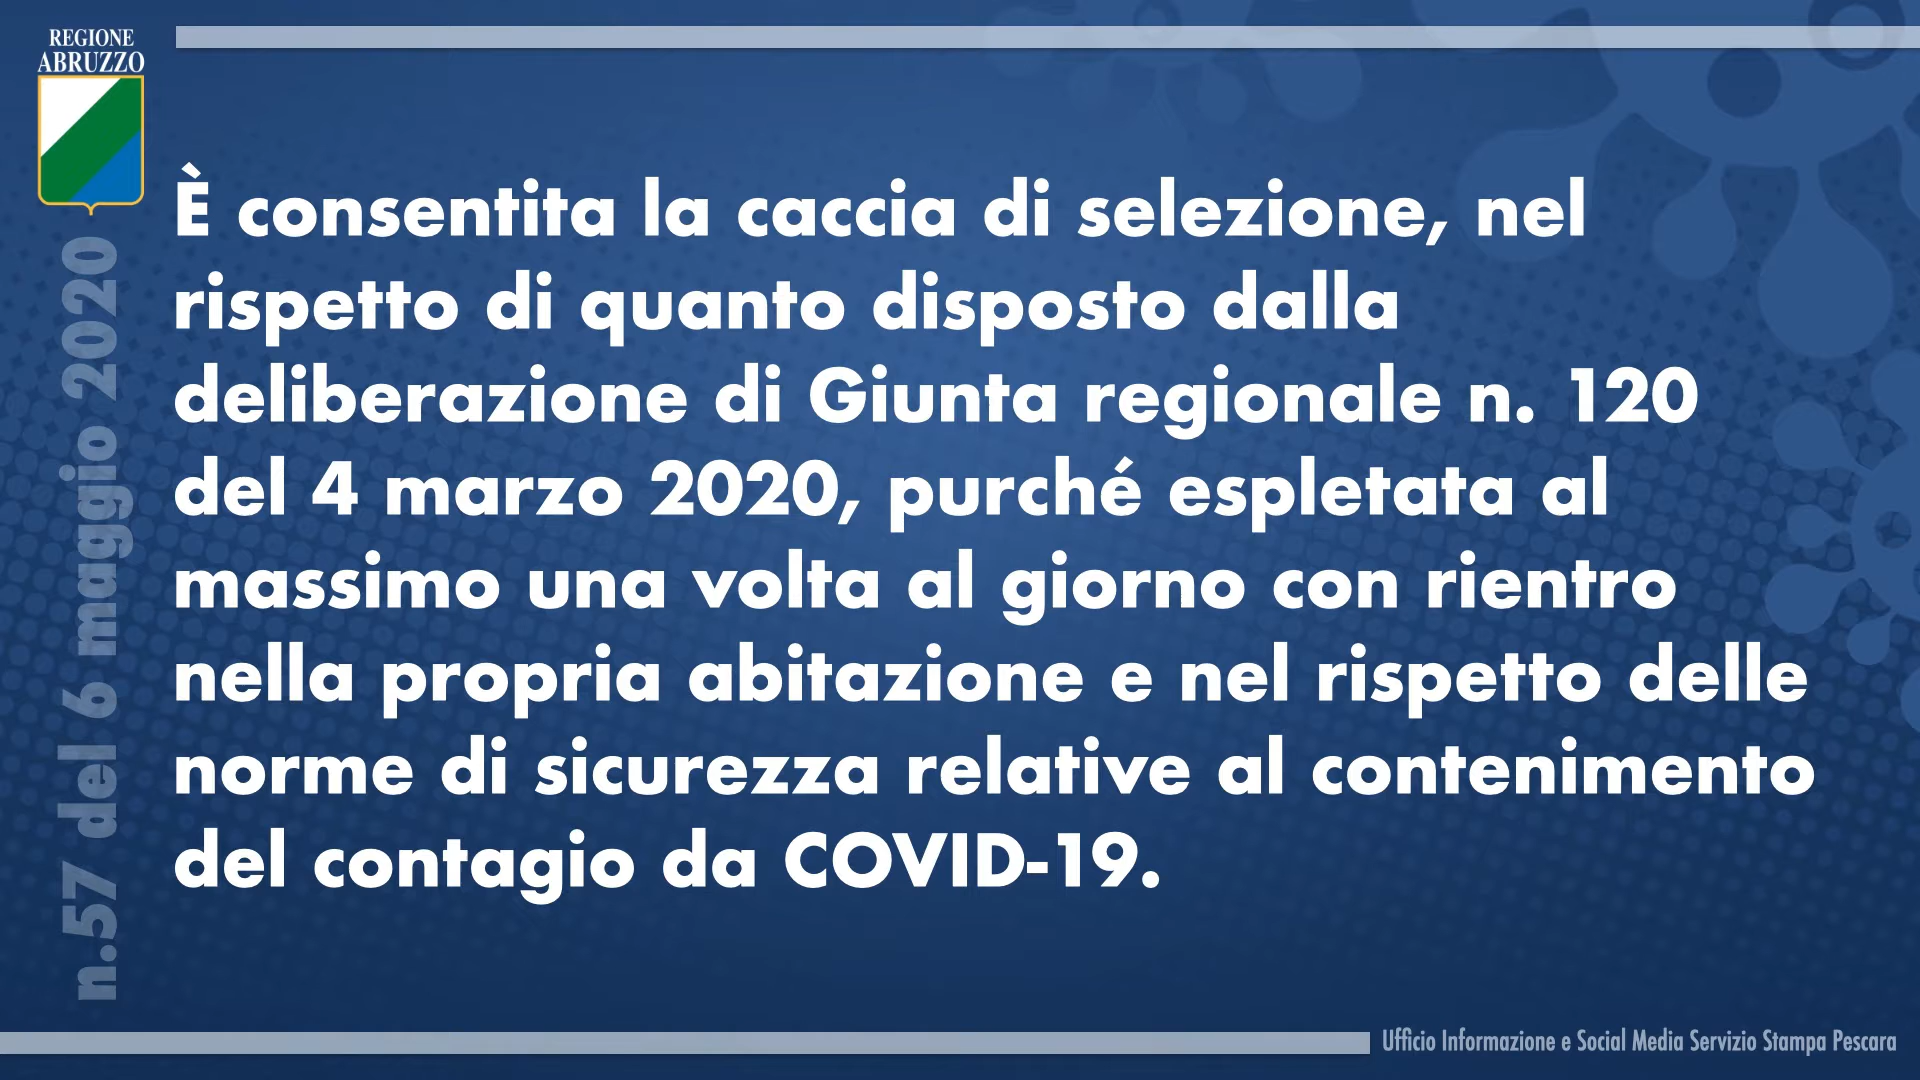 REGIONE
ABRUZZO
n.57 del 6 maggio 2020
È consentita la caccia di selezione, nel
rispetto di quanto disposto dalla
deliberazione di Giunta regionale n. 120
del 4 marzo 2020, purché espletata al
massimo una volta al giorno con rientro
nella propria abitazione e nel rispetto delle
norme di sicurezza relative al contenimento
del contagio da COVID-19.
Ufficio Informazione e Social Media Servizio Stampa Pescara